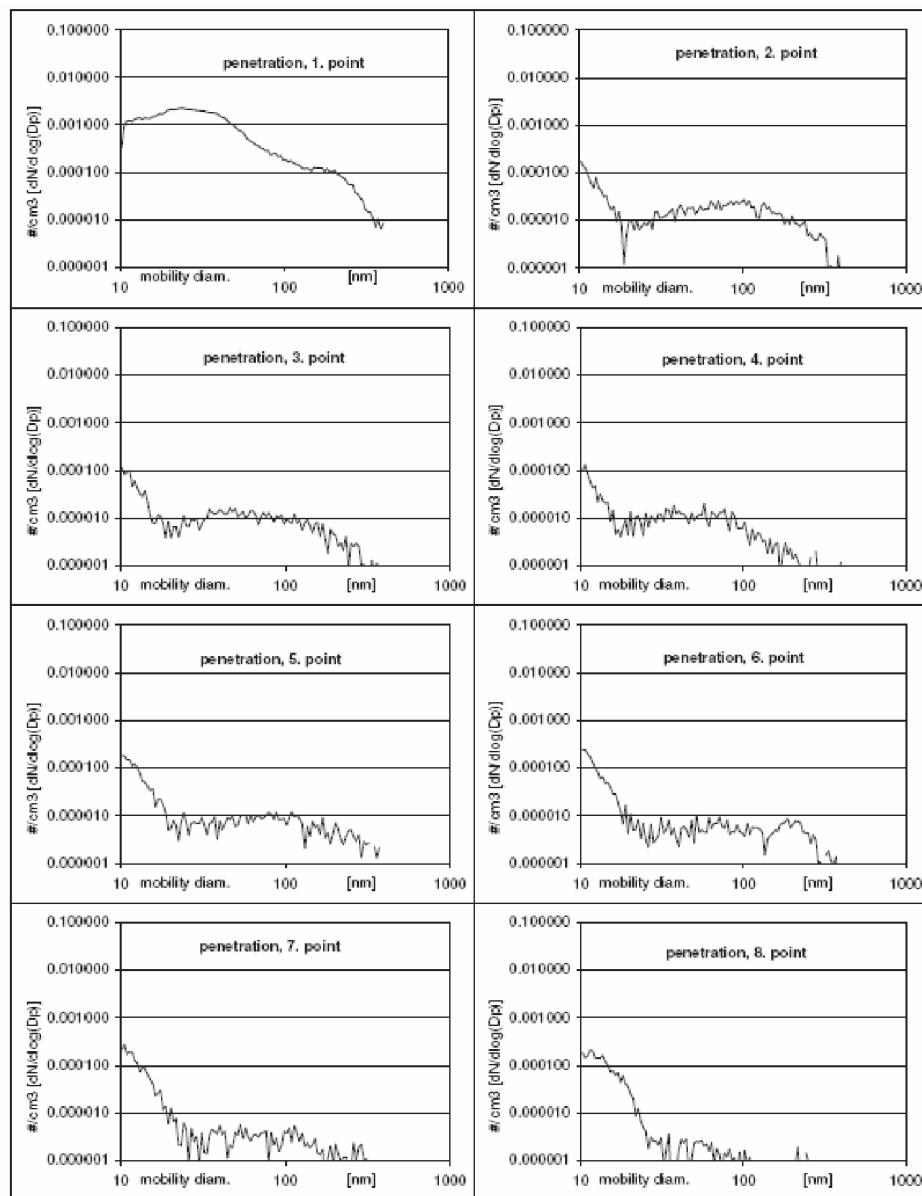 penetration, 1. point
#/cm3 [dN/dlog(Dp)]
0.100000
0.010000
0.001000
0.000100
0.000010
0.000001
10 100 1000
mobility diam. [nm]
penetration, 2. point
#/cm3 [dN/dlog(Dp)]
0.100000
0.010000
0.001000
0.000100
0.000010
0.000001
10 100 1000
mobility diam. [nm]
penetration, 3. point
#/cm3 [dN/dlog(Dp)]
0.100000
0.010000
0.001000
0.000100
0.000010
0.000001
10 mobility diam. 100 [nm] 1000
penetration, 4. point
#/cm3 [dN/dlog(Dp)]
0.100000
0.010000
0.001000
0.000100
0.000010
0.000001
10 mobility diam. 100 [nm] 1000
penetration, 5. point
#/cm3 [dN/dlog(Dp)]
0.100000
0.010000
0.001000
0.000100
0.000010
0.000001
10 mobility diam. 100 [nm] 1000
penetration, 6. point
#/cm3 [dN/dlog(Dp)]
0.100000
0.010000
0.001000
0.000100
0.000010
0.000001
10 mobility diam. 100 [nm] 1000
penetration, 7. point
#/cm3 [dN/dlog(Dp)]
0.100000
0.010000
0.001000
0.000100
0.000010
0.000001
10 mobility diam. 100 [nm] 1000
penetration, 8. point
#/cm3 [dN/dlog(Dp)]
0.100000
0.010000
0.001000
0.000100
0.000010
0.000001
10 mobility diam. 100 [nm] 1000